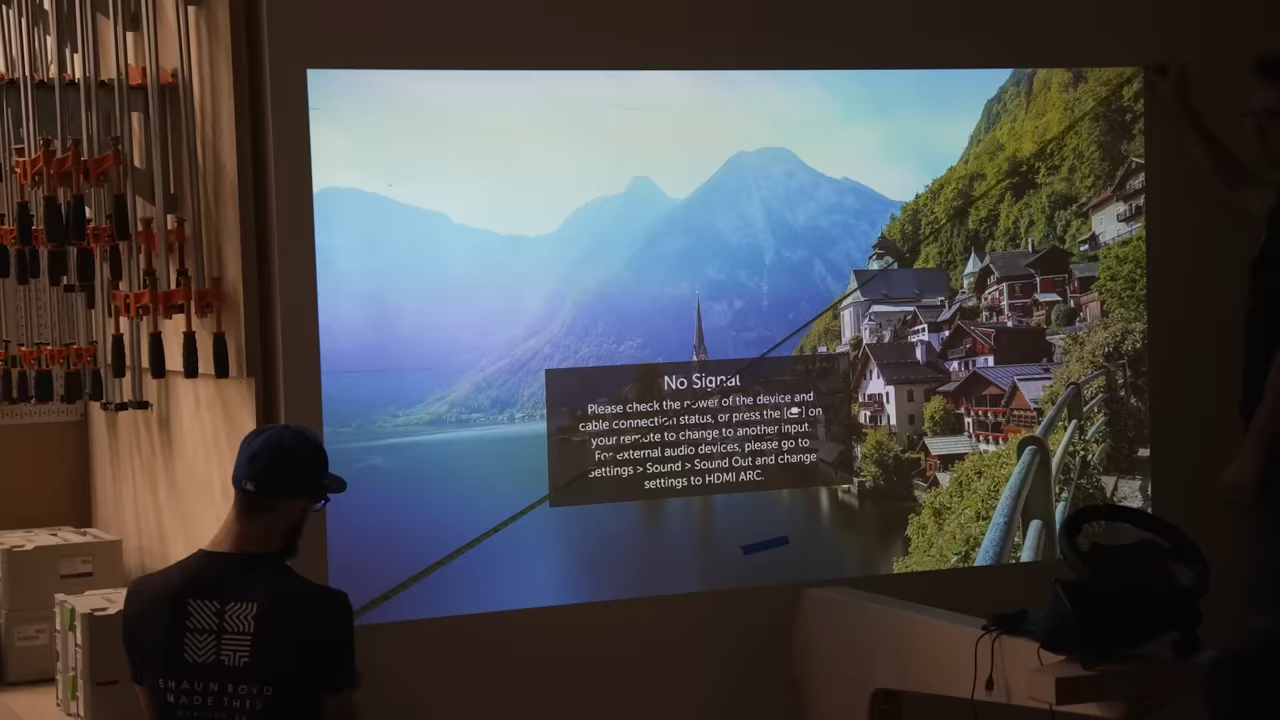 No Signal
Please check the power of the device and
cable connection status, or press the [⮐] on
your remote to change to another input.
For external audio devices, please go to
Settings > Sound > Sound Out and change
settings to HDMI ARC.
SHAUN BOYD
MADE THIS